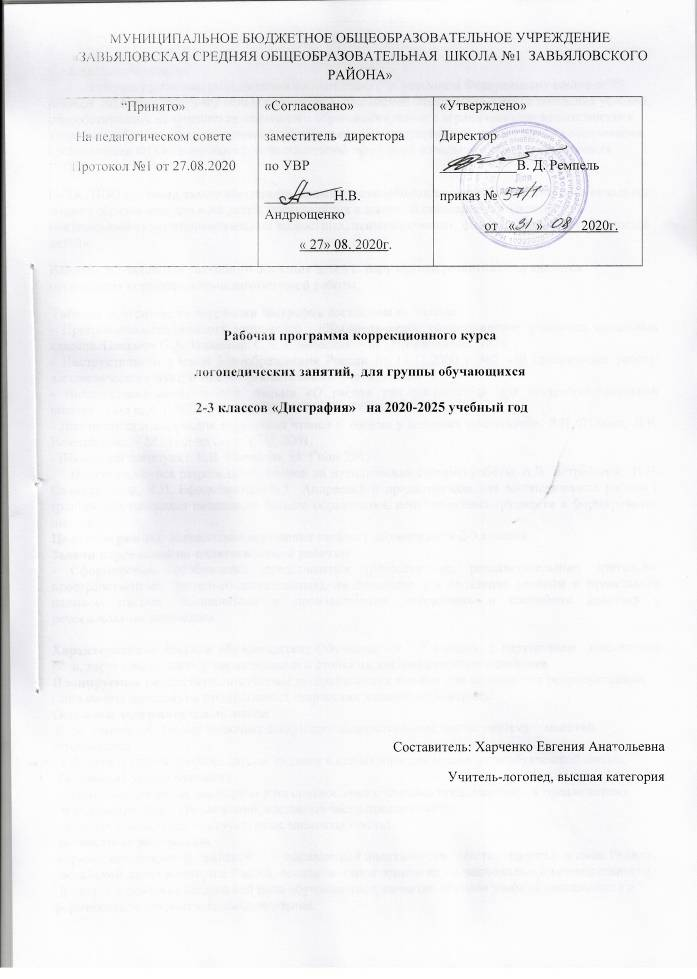 МУНИЦИПАЛЬНОЕ БЮДЖЕТНОЕ ОБЩЕОБРАЗОВАТЕЛЬНОЕ УЧРЕЖДЕНИЕ
«ЗАВЬЯЛОВСКАЯ СРЕДНЯЯ ОБЩЕОБРАЗОВАТЕЛЬНАЯ ШКОЛА №1 ЗАВЬЯЛОВСКОГО
РАЙОНА»
“Принято»
На педагогическом совете
Протокол №1 от 27.08.2020
«Согласовано»
заместитель директора
по УВР
Н.В.
Андрющенко
« 27» 08. 2020г.
«Утверждено»
Директор
В. Д. Ремпель
приказ № 57/1
от «31» 08 2020г.
Рабочая программа коррекционного курса
логопедических занятий, для группы обучающихся
2-3 классов «Дисграфия» на 2020-2025 учебный год
Составитель: Харченко Евгения Анатольевна
Учитель-логопед, высшая категория